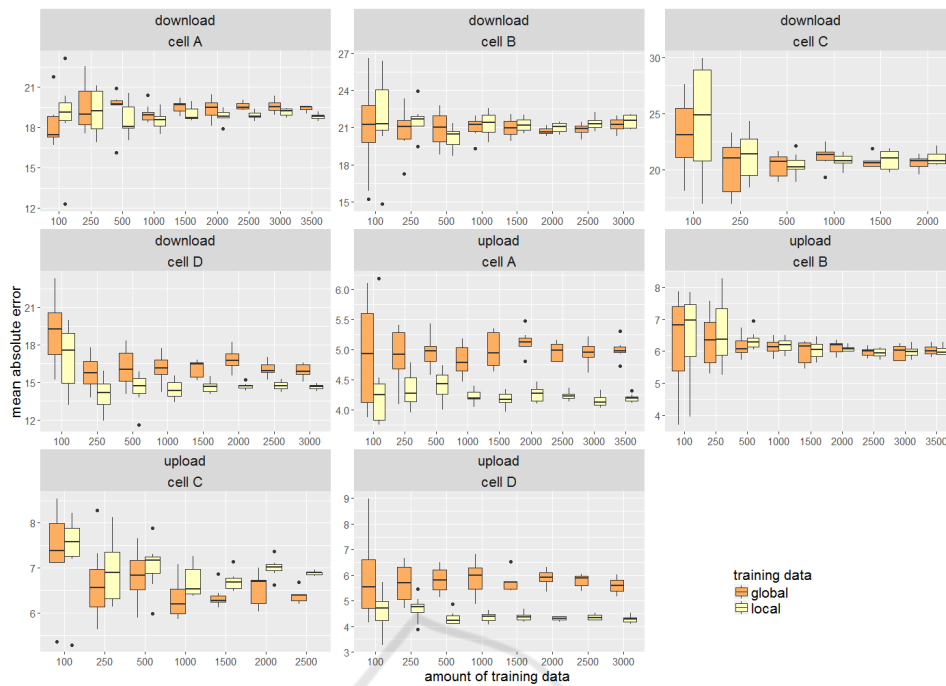 download
download
download
cell A
cell B
cell C
21
18
15
12
100 250 500 1000 1500 2000 2500 3000 3500
27
24
21
18
15
100 250 500 1000 1500 2000 2500 3000
30
25
20
100 250 500 1000 1500 2000
download
upload
upload
cell D
cell A
cell B
mean absolute error
21
18
15
12
100 250 500 1000 1500 2000 2500 3000
6.0
5.5
5.0
4.5
4.0
100 250 500 1000 1500 2000 2500 3000 3500
8
7
6
5
4
100 250 500 1000 1500 2000 2500 3000 3500
upload
upload
cell C
cell D
8
7
6
100 250 500 1000 1500 2000 2500
9
8
7
6
5
4
3
100 250 500 1000 1500 2000 2500 3000
training data
global
local
amount of training data